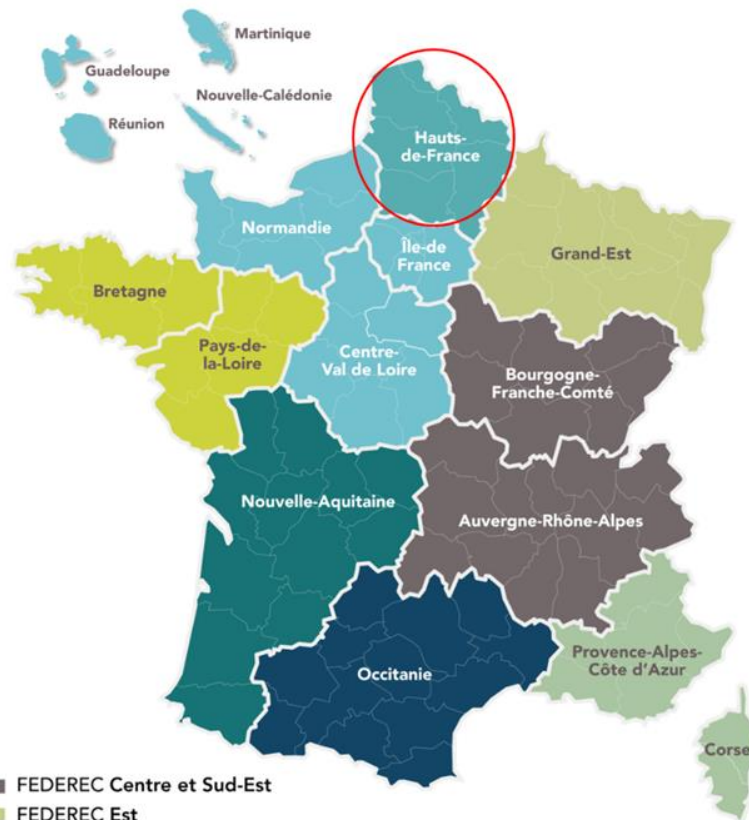 Martinique
Guadeloupe
Nouvelle-Calédonie
Réunion
Hauts-
de-France
Normandie
Île-de
France
Grand-Est
Bretagne
Pays-de-
la-Loire
Centre-
Val de Loire
Bourgogne-
Franche-Comté
Nouvelle-Aquitaine
Auvergne-Rhône-Alpes
Provence-Alpes-
Côte d'Azur
Occitanie
Corse
FEDEREC Centre et Sud-Est
FEDEREC Est